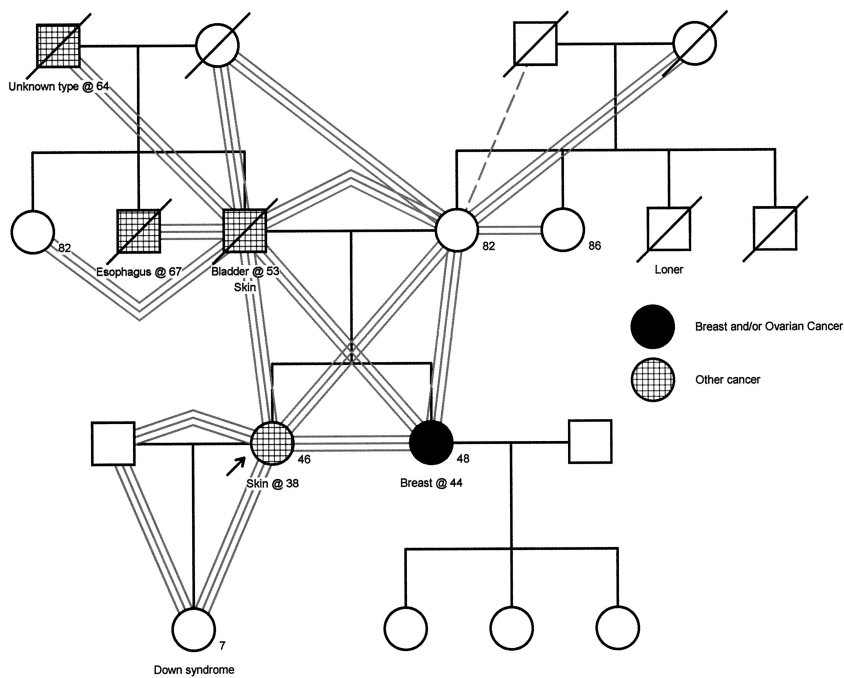 Unknown type @ 64
82
Esophagus @ 67
Bladder @ 53
Skin
82
86
Loner
Breast and/or Ovarian Cancer
Other cancer
46
Skin @ 38
48
Breast @ 44
7
Down syndrome